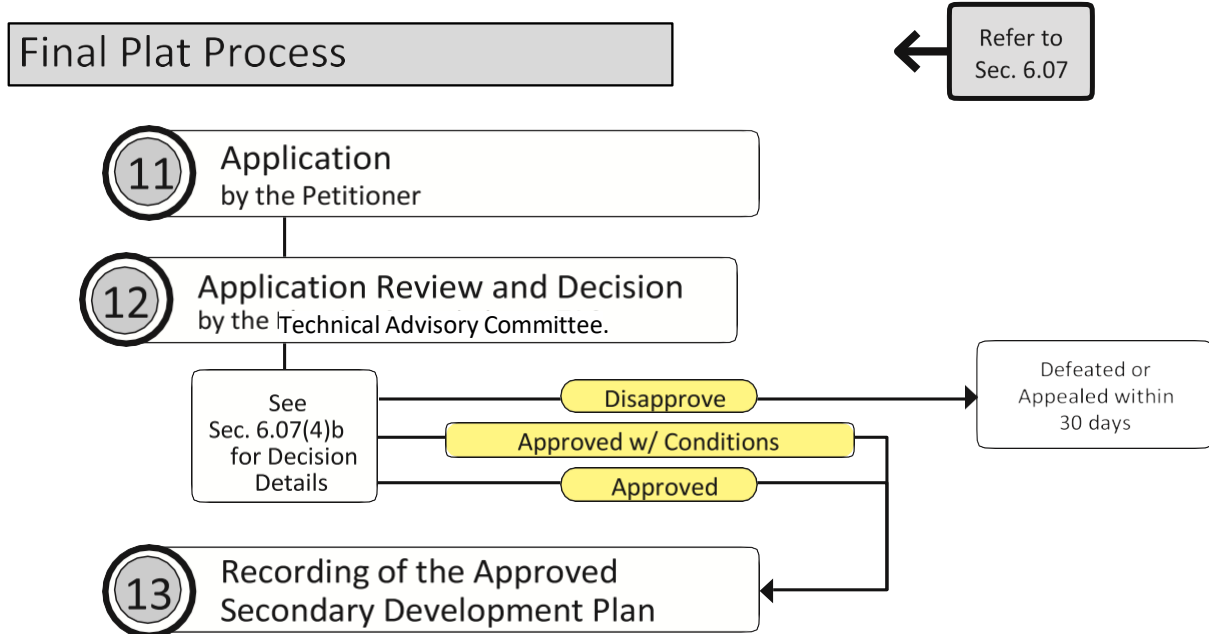 Final Plat Process
Refer to
Sec. 6.07
11
Application
by the Petitioner
12
Application Review and Decision
by the Technical Advisory Committee.
See
Sec. 6.07(4)b
for Decision
Details
Disapprove
Approved w/ Conditions
Approved
Defeated or
Appealed within
30 days
13
Recording of the Approved
Secondary Development Plan